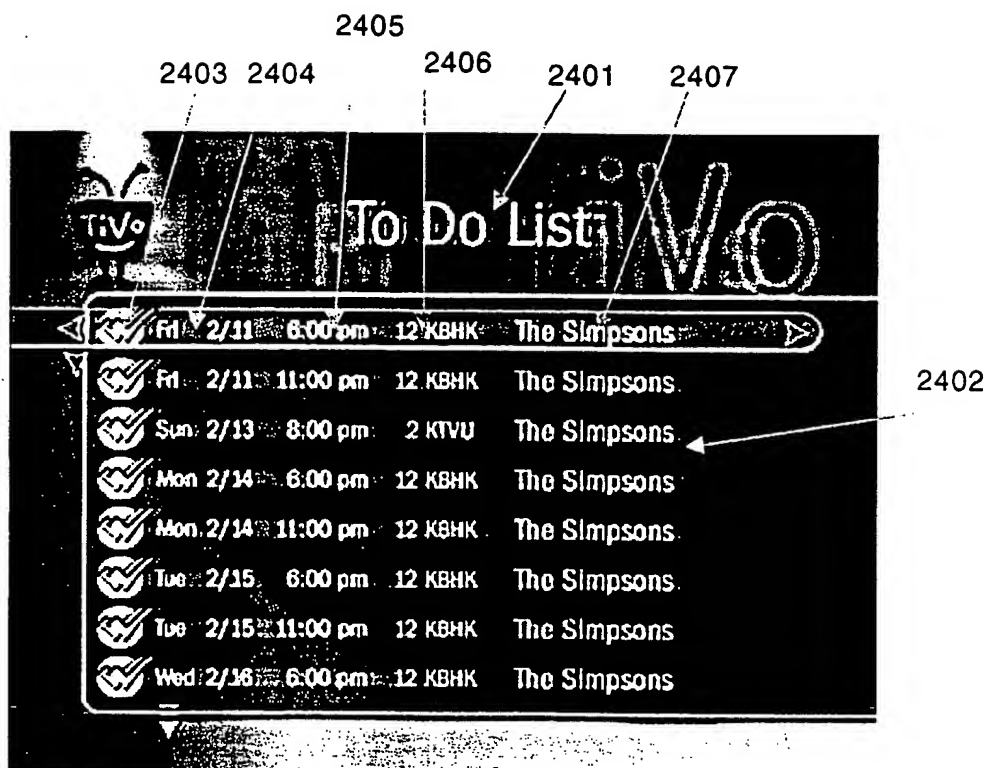 2405
2403 2404 2406 2401 2407
TiVo
To Do List
TiVo
Fri 2/11 6:00 pm 12 KBHK The Simpsons
Fri 2/11 11:00 pm 12 KBHK The Simpsons
2402
Sun 2/13 8:00 pm 2 KTVU The Simpsons
Mon 2/14 6:00 pm 12 KBHK The Simpsons
Mon 2/14 11:00 pm 12 KBHK The Simpsons
Tue 2/15 6:00 pm 12 KBHK The Simpsons
Tue 2/15 11:00 pm 12 KBHK The Simpsons
Wed 2/16 6:00 pm 12 KBHK The Simpsons